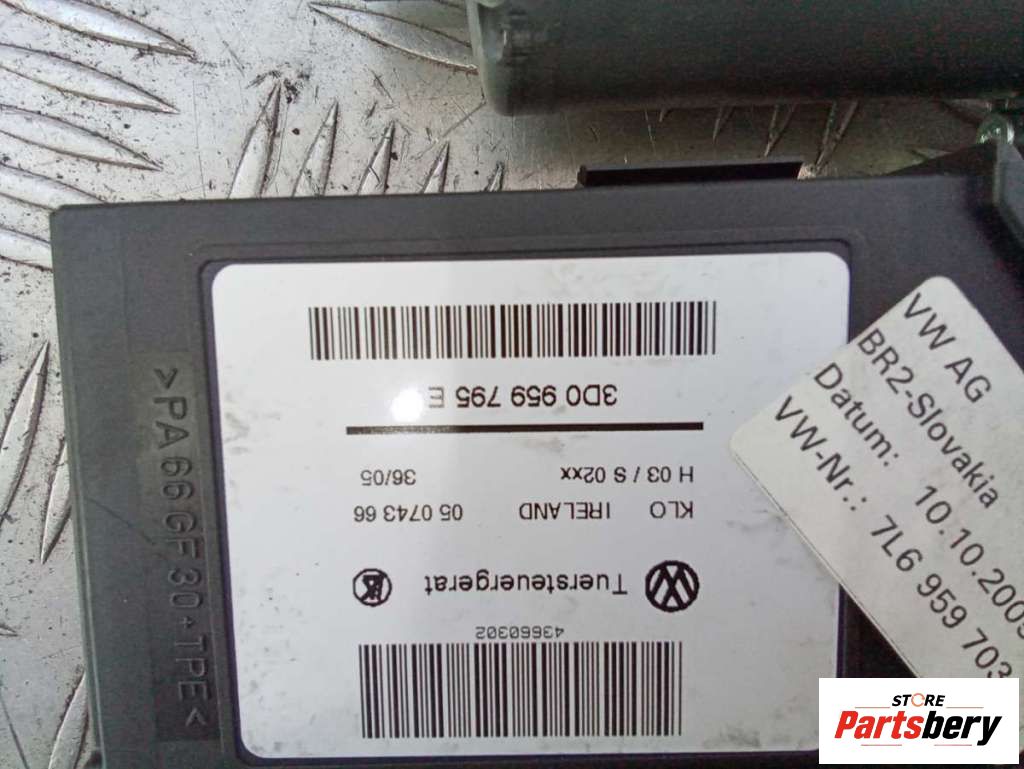 43660302
Tuersteuergerat
KLO IRELAND 05 0743 66
H 03 / S 02xx 36/05
3D0 959 795 E
VW AG
BR2-Slovakia
Datum: 10.10.2005
VW-Nr.: 7L6 959 703
>PA 66 GF 30+TPE<
STORE
Partsbery